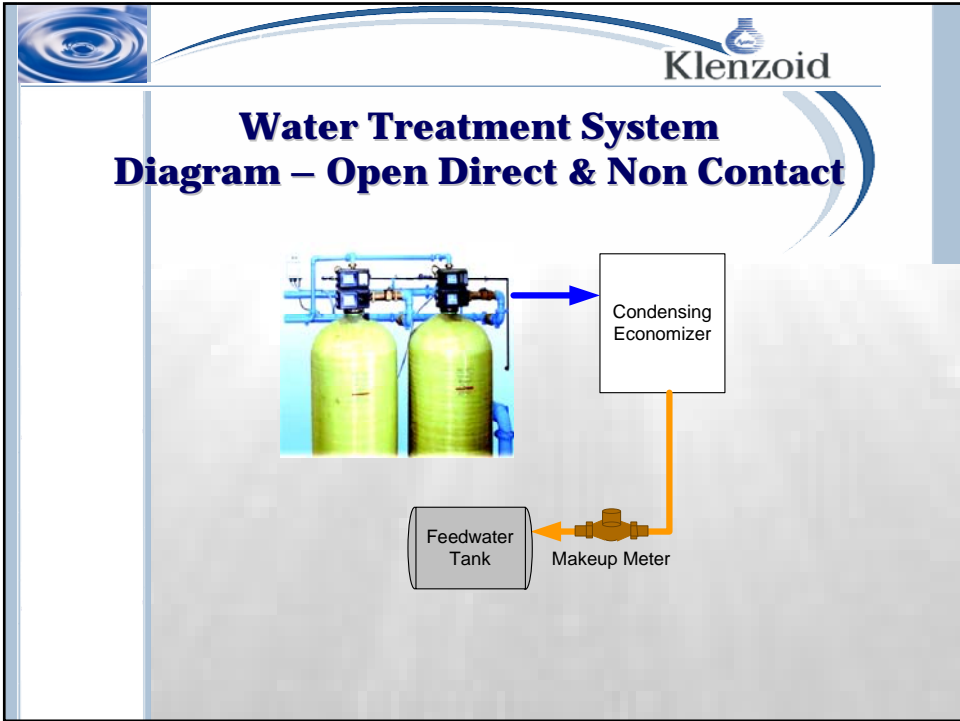 Klenzoid
Water Treatment System
Diagram – Open Direct & Non Contact
Condensing
Economizer
Feedwater
Tank
Makeup Meter